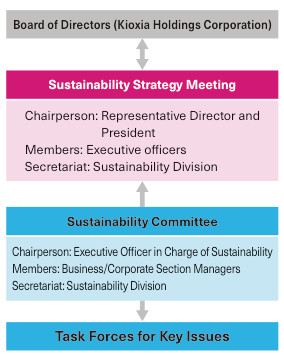 Board of Directors (Kioxia Holdings Corporation)
Sustainability Strategy Meeting
Chairperson: Representative Director and
President
Members: Executive officers
Secretariat: Sustainability Division
Sustainability Committee
Chairperson: Executive Officer in Charge of Sustainability
Members: Business/Corporate Section Managers
Secretariat: Sustainability Division
Task Forces for Key Issues